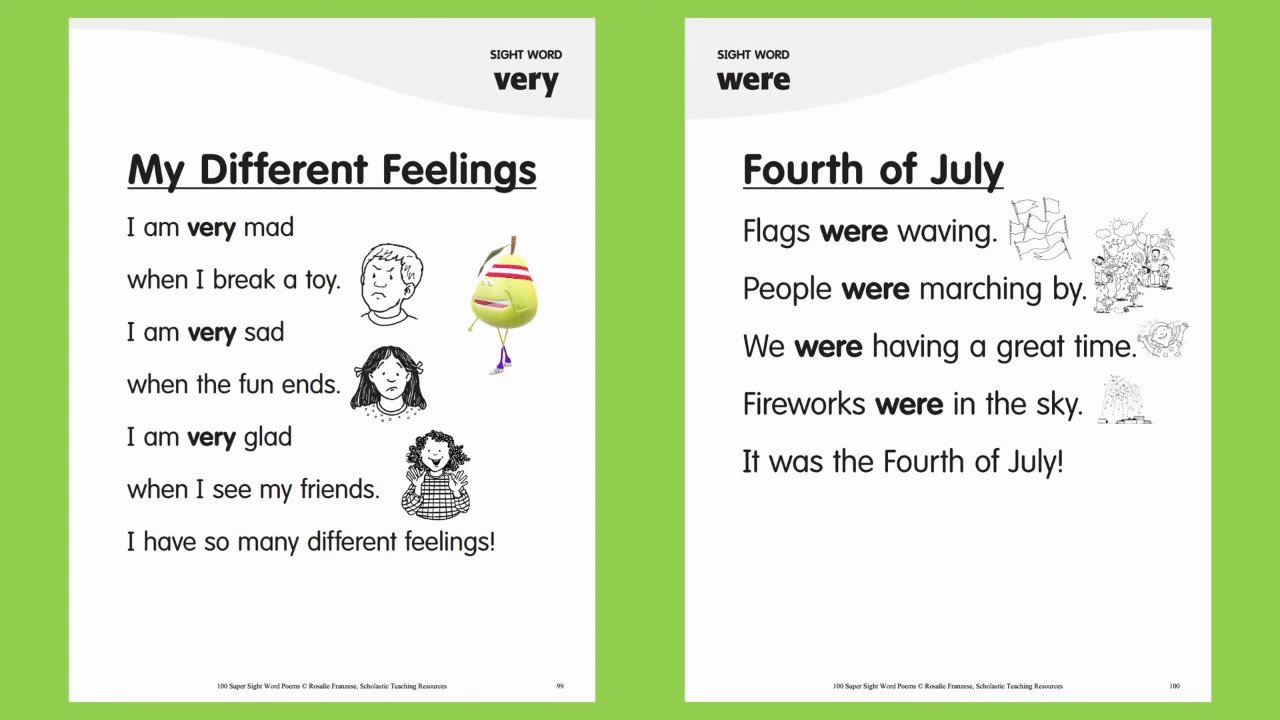 SIGHT WORD
very
My Different Feelings
I am very mad
when I break a toy.
I am very sad
when the fun ends.
I am very glad
when I see my friends.
I have so many different feelings!
100 Super Sight Word Poems © Rosalie Franzese, Scholastic Teaching Resources
99
SIGHT WORD
were
Fourth of July
Flags were waving.
People were marching by.
We were having a great time.
Fireworks were in the sky.
It was the Fourth of July!
100 Super Sight Word Poems © Rosalie Franzese, Scholastic Teaching Resources
100